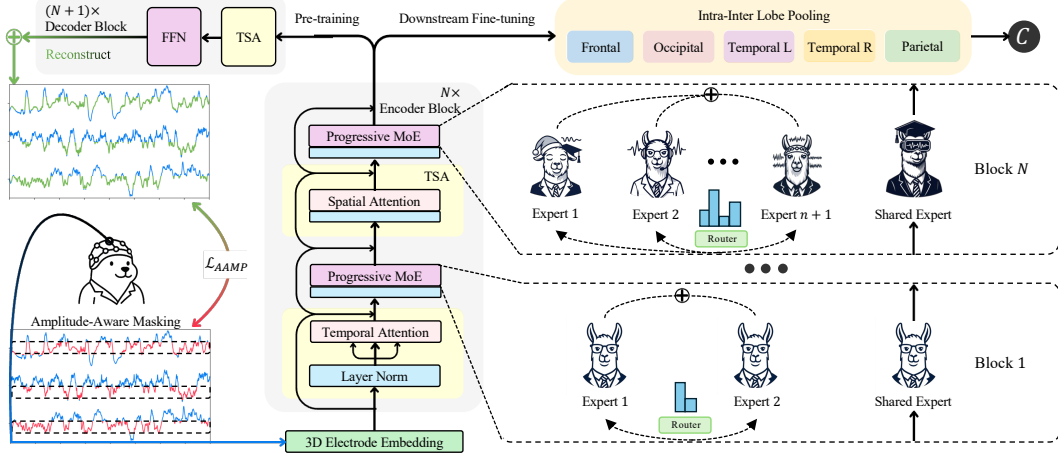 (N + 1)×
Decoder Block
FFN
TSA
Pre-training
Downstream Fine-tuning
Reconstruct
Intra-Inter Lobe Pooling
Frontal
Occipital
Temporal L
Temporal R
Parietal
C
N×
Encoder Block
Progressive MoE
TSA
Spatial Attention
Progressive MoE
Temporal Attention
Layer Norm
3D Electrode Embedding
ℒAAMP
Amplitude-Aware Masking
Expert 1
Expert 2
Expert n + 1
Shared Expert
Router
Block N
Expert 1
Expert 2
Shared Expert
Router
Block 1